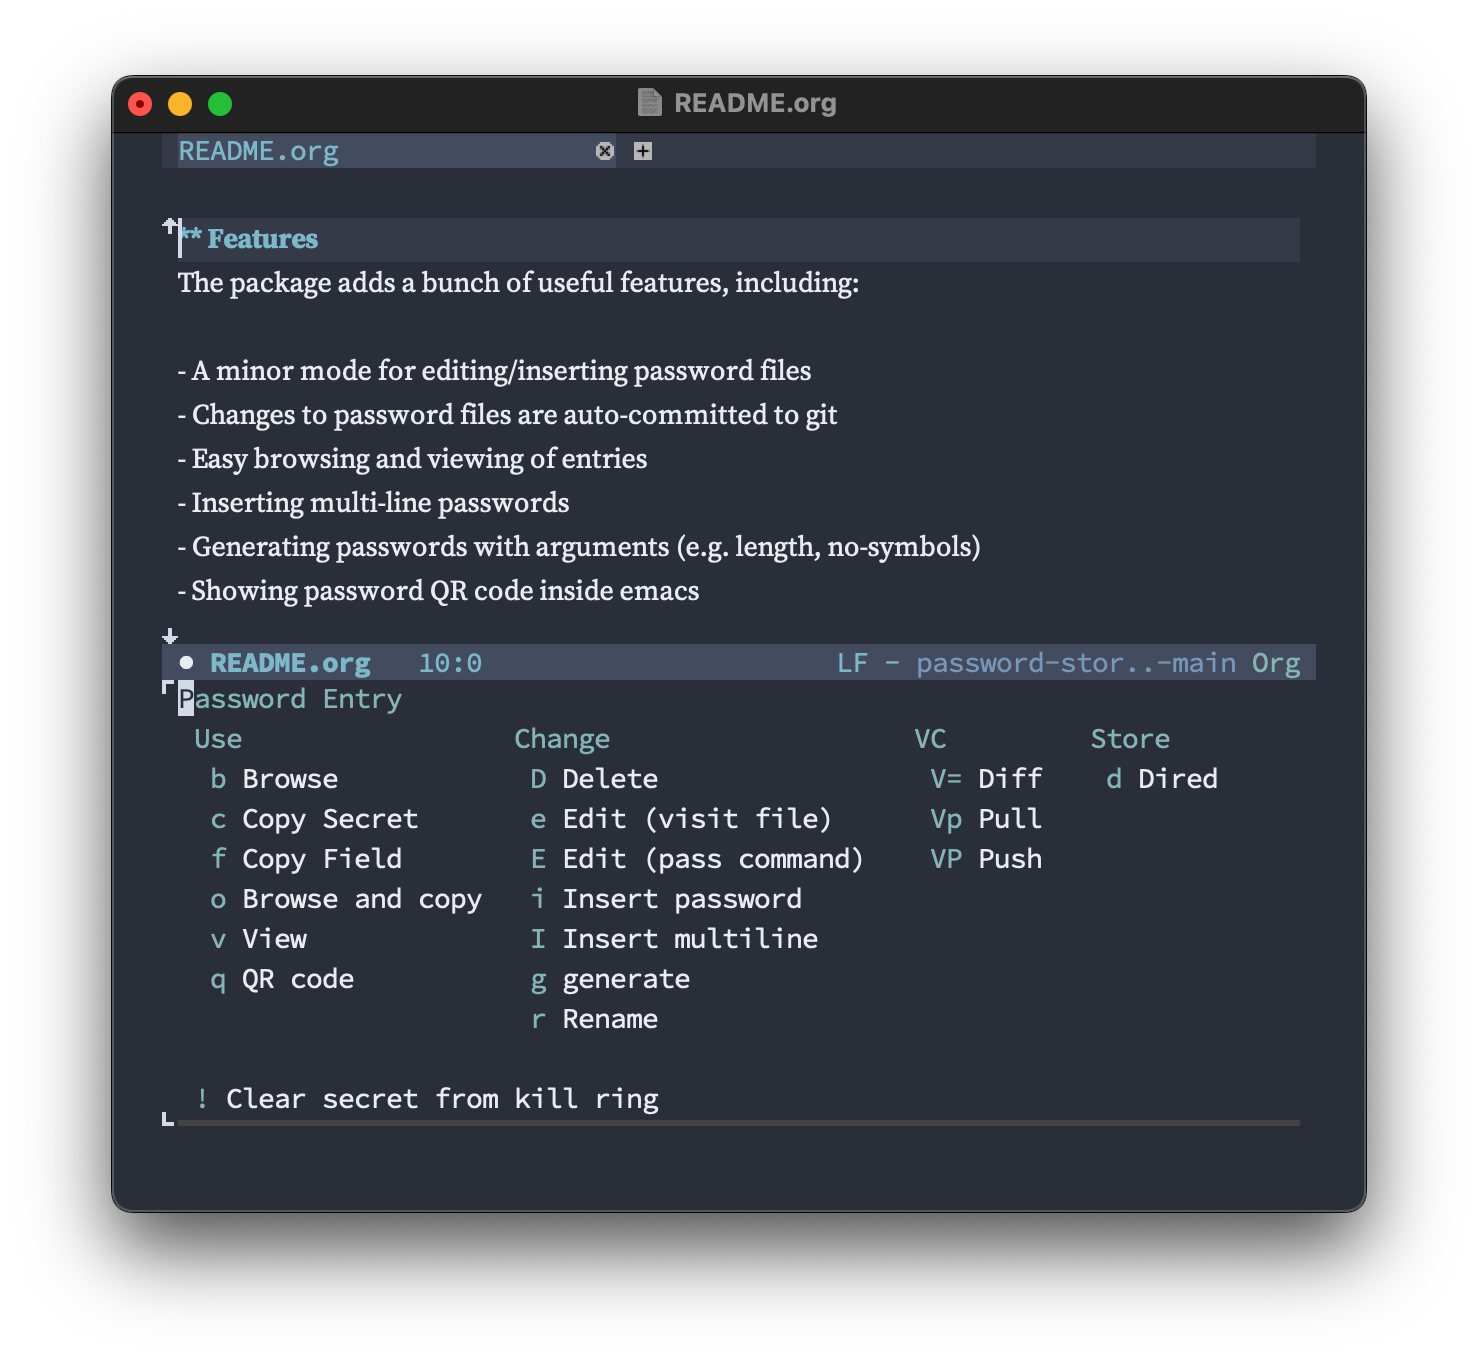 README.org
README.org
** Features
The package adds a bunch of useful features, including:
- A minor mode for editing/inserting password files
- Changes to password files are auto-committed to git
- Easy browsing and viewing of entries
- Inserting multi-line passwords
- Generating passwords with arguments (e.g. length, no-symbols)
- Showing password QR code inside emacs
README.org 10:0 LF - password-stor..-main Org
Password Entry
Use Change VC Store
b Browse D Delete V= Diff d Dired
c Copy Secret e Edit (visit file) Vp Pull
f Copy Field E Edit (pass command) VP Push
o Browse and copy i Insert password
v View I Insert multiline
q QR code g generate
r Rename
! Clear secret from kill ring